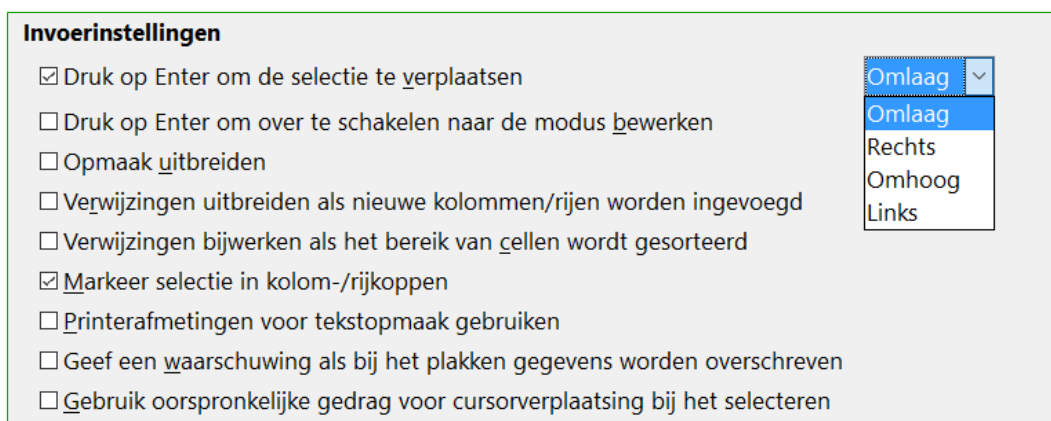 Invoerinstellingen
Druk op Enter om de selectie te verplaatsen
Omlaag
Omlaag
Rechts
Omhoog
Links
Druk op Enter om over te schakelen naar de modus bewerken
Opmaak uitbreiden
Verwijzingen uitbreiden als nieuwe kolommen/rijen worden ingevoegd
Verwijzingen bijwerken als het bereik van cellen wordt gesorteerd
Markeer selectie in kolom-/rijkoppen
Printerafmetingen voor tekstopmaak gebruiken
Geef een waarschuwing als bij het plakken gegevens worden overschreven
Gebruik oorspronkelijke gedrag voor cursorverplaatsing bij het selecteren